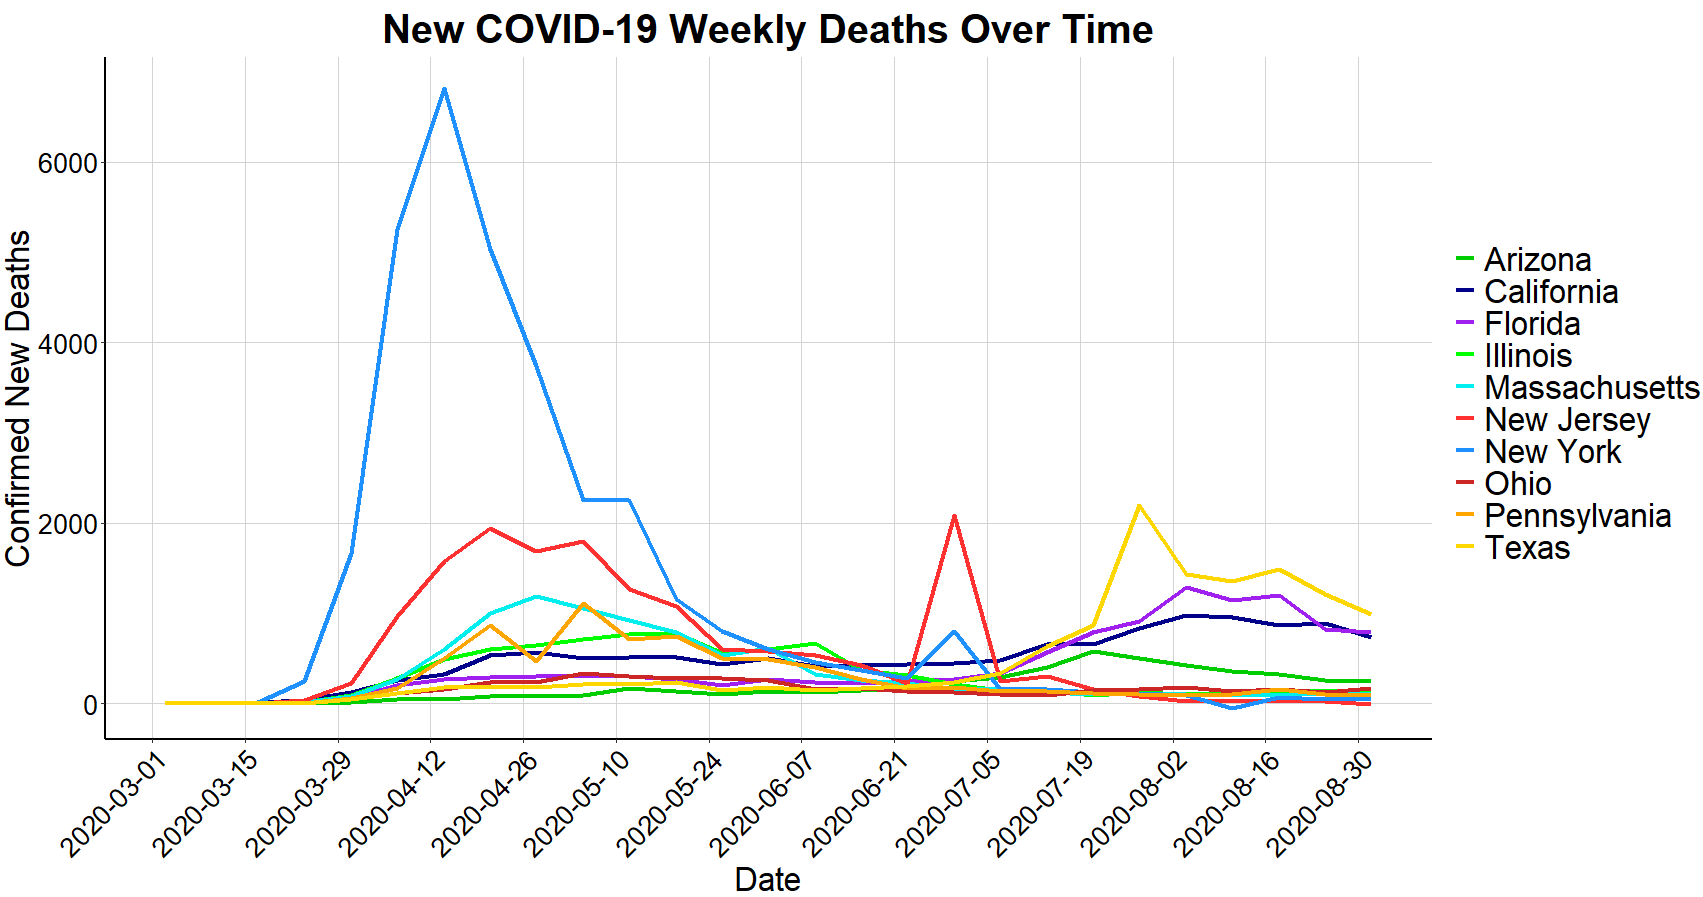 New COVID-19 Weekly Deaths Over Time
Confirmed New Deaths
6000
4000
2000
0
2020-03-01
2020-03-15
2020-03-29
2020-04-12
2020-04-26
2020-05-10
2020-05-24
2020-06-07
2020-06-21
2020-07-05
2020-07-19
2020-08-02
2020-08-16
2020-08-30
Date
Arizona
California
Florida
Illinois
Massachusetts
New Jersey
New York
Ohio
Pennsylvania
Texas